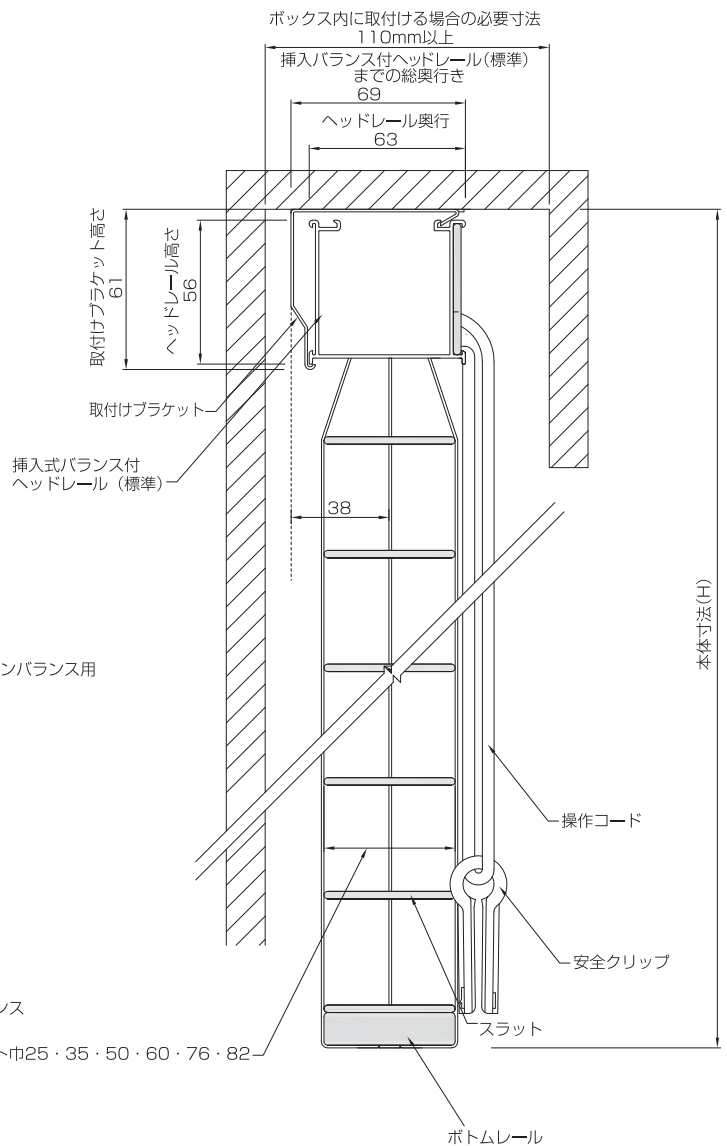 ボックス内に取付ける場合の必要寸法
110mm以上
挿入バランス付ヘッドレール(標準)
までの総奥行き
69
ヘッドレール奥行
63
取付けブラケット高さ
61
ヘッドレール高さ
56
取付けブラケット
挿入式バランス付
ヘッドレール（標準）
38
本体寸法(H)
ンバランス用
操作コード
安全クリップ
ンス
スラット
ト巾25・35・50・60・76・82
ボトムレール